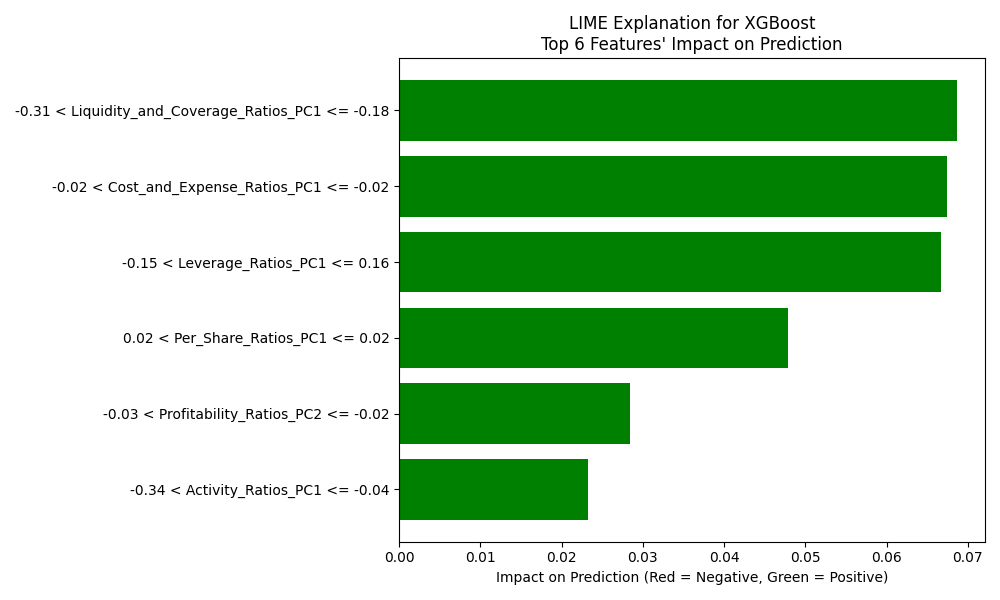 LIME Explanation for XGBoost
Top 6 Features' Impact on Prediction
-0.31 < Liquidity_and_Coverage_Ratios_PC1 <= -0.18
-0.02 < Cost_and_Expense_Ratios_PC1 <= -0.02
-0.15 < Leverage_Ratios_PC1 <= 0.16
0.02 < Per_Share_Ratios_PC1 <= 0.02
-0.03 < Profitability_Ratios_PC2 <= -0.02
-0.34 < Activity_Ratios_PC1 <= -0.04
0.00 0.01 0.02 0.03 0.04 0.05 0.06 0.07
Impact on Prediction (Red = Negative, Green = Positive)